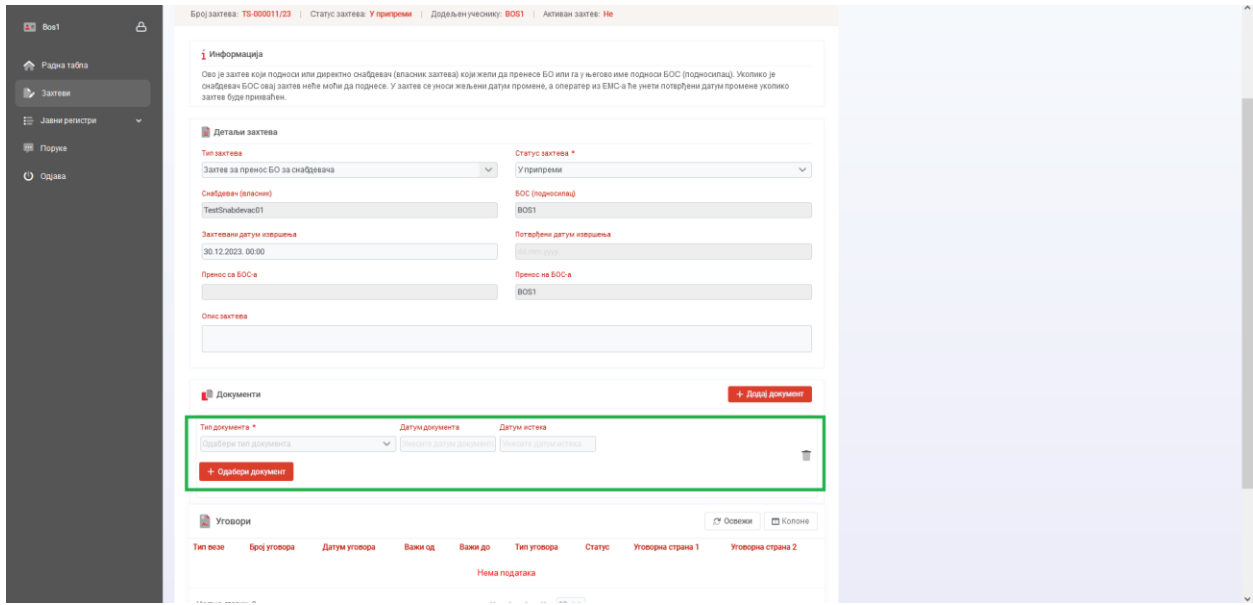 Bos1
Број захтева: TS-000011/23 | Статус захтева: У припреми | Додељен учеснику: BOS1 | Активан захтев: Не
Радна табла
Захтеви
Јавни регистри
Поруке
Одјава
Информација
Ово је захтев који подноси или директно снабдевач (власник захтева) који жели да пренесе БО или га у његово име подноси БОС (подносилац). Уколико је
снабдевач БОС овај захтев неће моћи да поднесе. У захтев се уноси жељени датум промене, а оператер из ЕМС-а ће унети потврђени датум промене уколико
захтев буде прихваћен.
Детаљи захтева
Тип захтева Статус захтева *
Захтев за пренос БО за снабдевача У припреми
Снабдевач (власник) БОС (подносилац)
TestSnabdevac01 BOS1
Захтевани датум извршења Потврђени датум извршења
30.12.2023. 00:00
Пренос са БОС-а Пренос на БОС-а
BOS1
Опис захтева
Документи + Додај документ
Тип документа * Датум документа Датум истека
Одабери тип документа Унесите датум документа Унесите датум истека
+ Одабери документ
Уговори Освежи Колоне
Тип везе Број уговора Датум уговора Важи од Важи до Тип уговора Статус Уговорна страна 1 Уговорна страна 2
Нема података